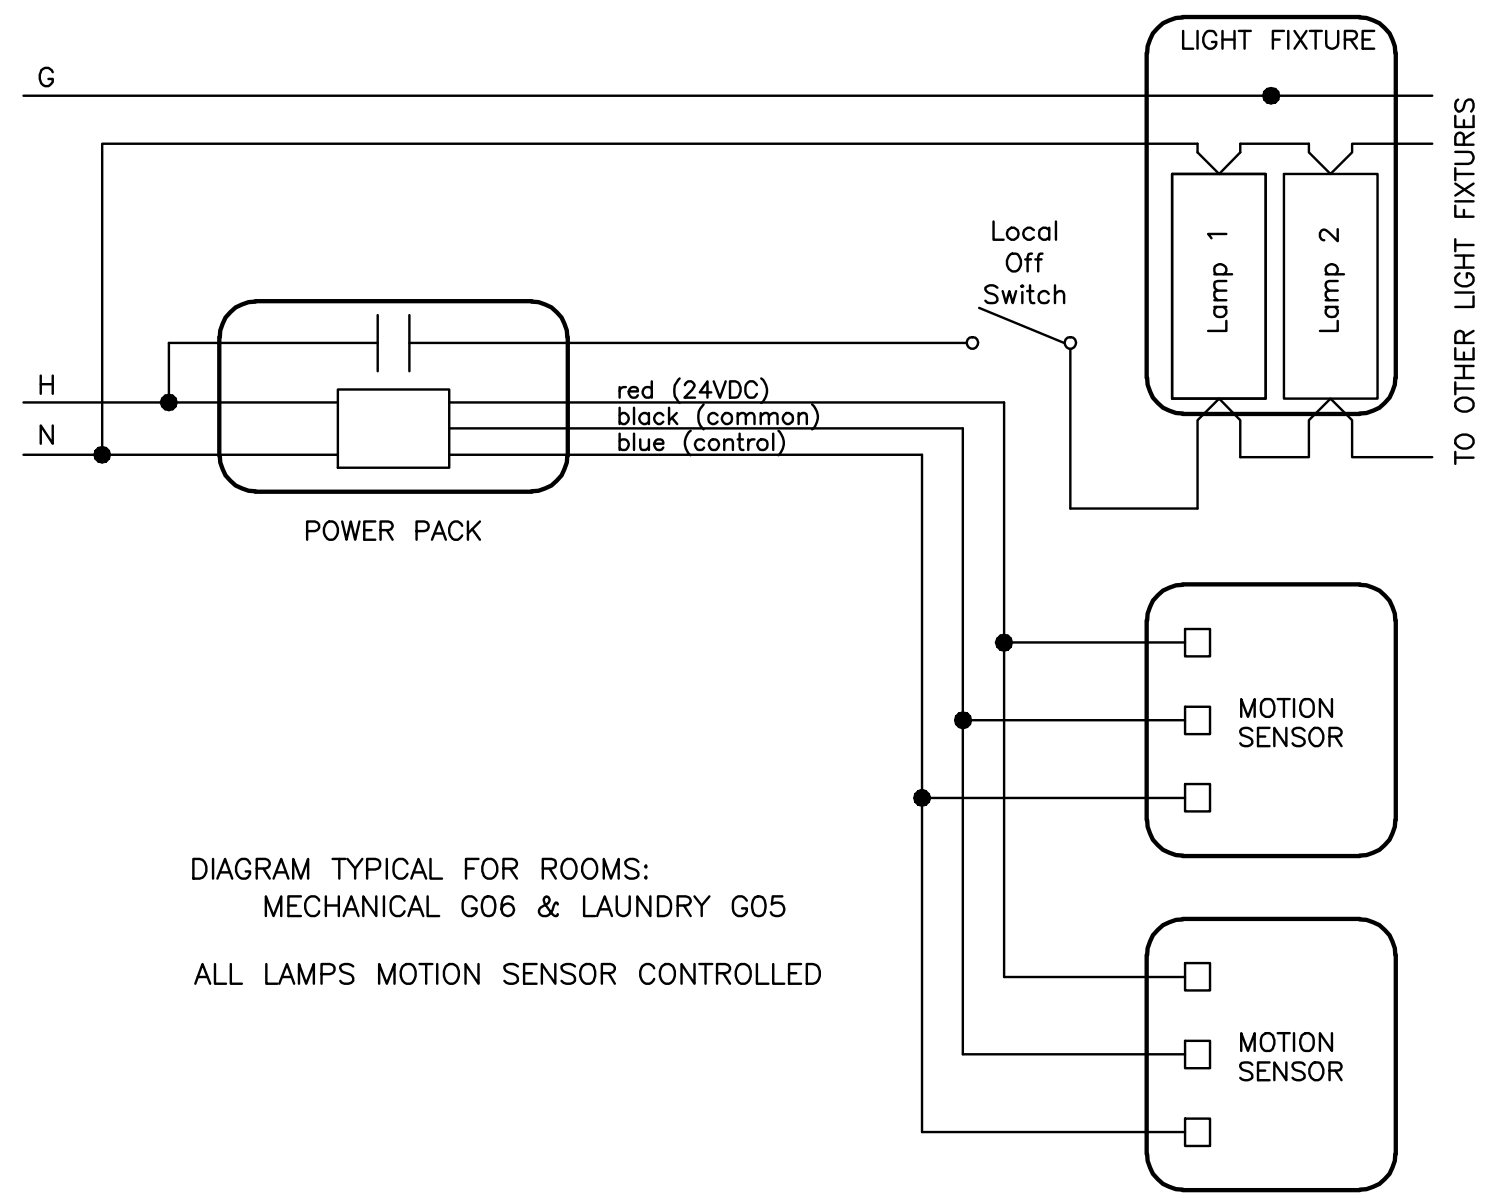 LIGHT FIXTURE
G
TO OTHER LIGHT FIXTURES
Lamp 1
Lamp 2
Local
Off
Switch
H
N
red (24VDC)
black (common)
blue (control)
POWER PACK
MOTION
SENSOR
DIAGRAM TYPICAL FOR ROOMS:
MECHANICAL G06 & LAUNDRY G05
ALL LAMPS MOTION SENSOR CONTROLLED
MOTION
SENSOR